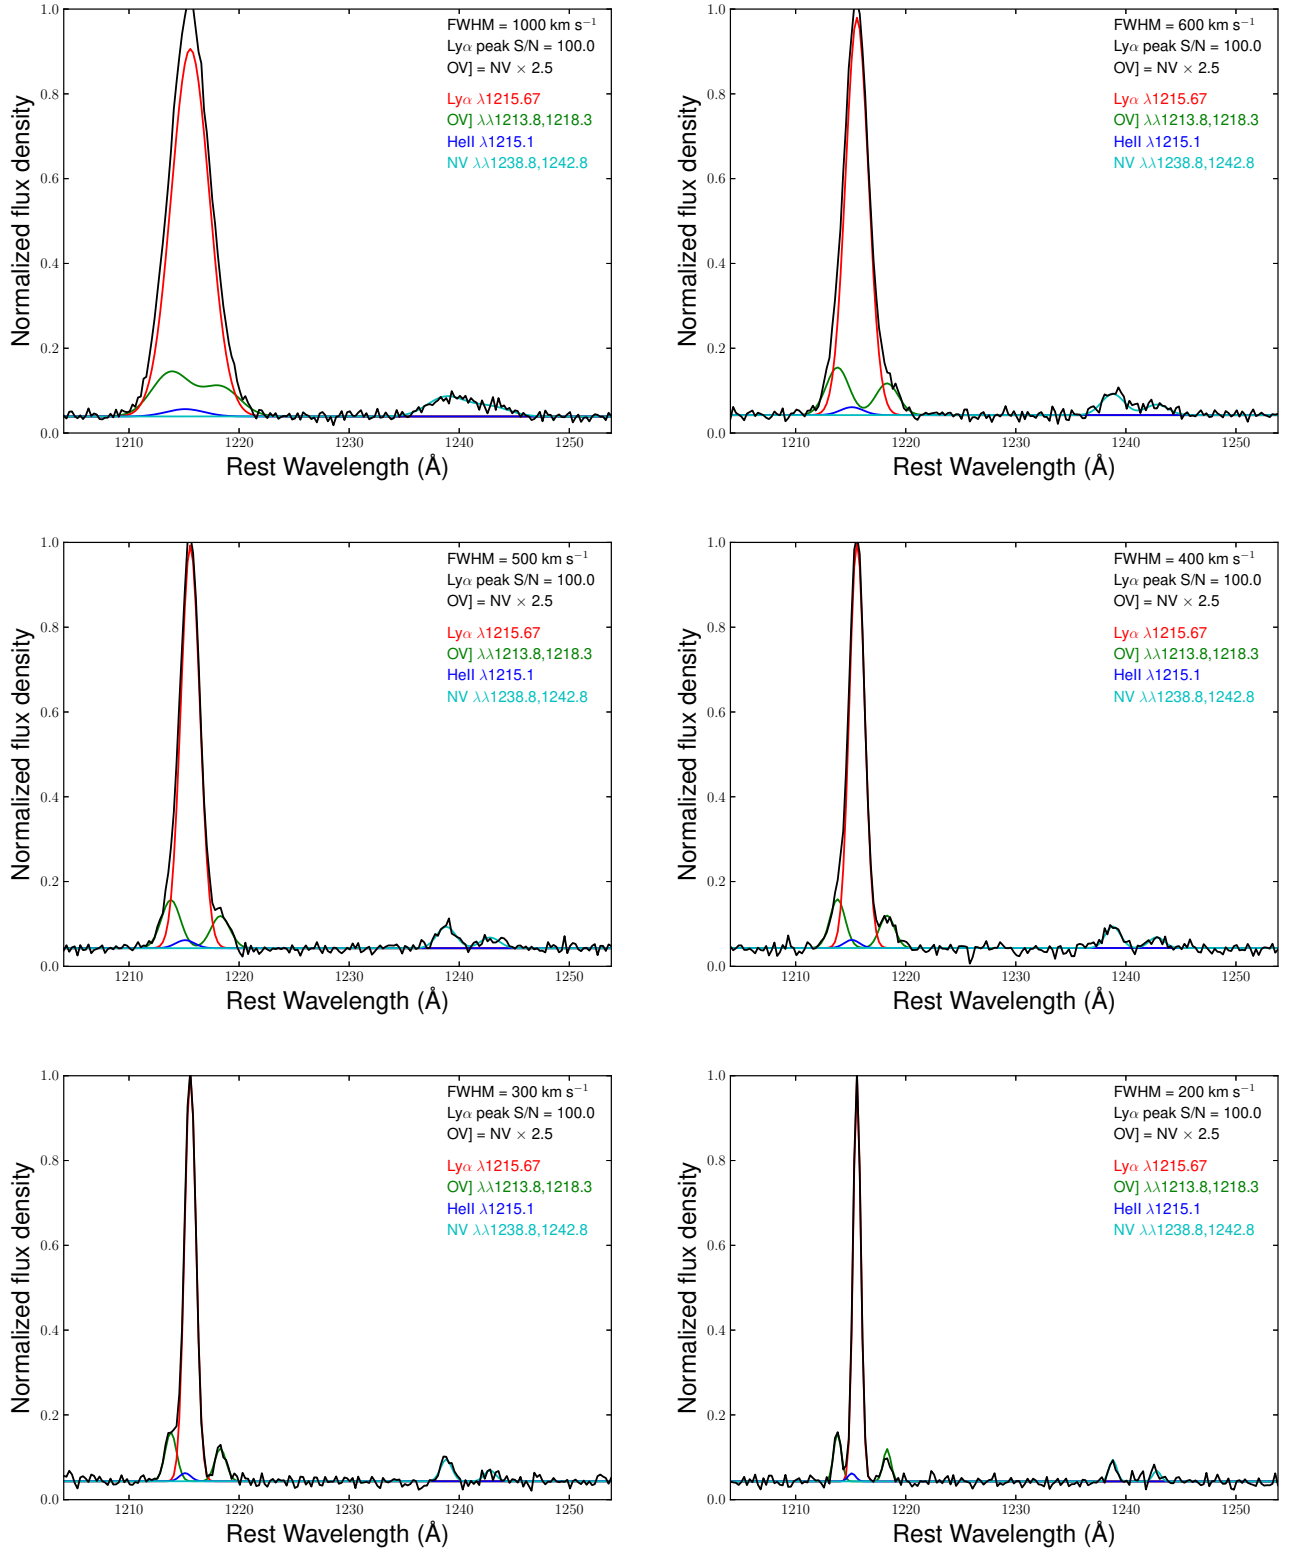 FWHM = 1000 km s⁻¹
Lyα peak S/N = 100.0
OV] = NV × 2.5
Lyα λ1215.67
OV] λλ1213.8,1218.3
HeII λ1215.1
NV λλ1238.8,1242.8
1.0
0.8
0.6
0.4
0.2
0.0
Normalized flux density
1210 1220 1230 1240 1250
Rest Wavelength (Å)
FWHM = 600 km s⁻¹
Lyα peak S/N = 100.0
OV] = NV × 2.5
Lyα λ1215.67
OV] λλ1213.8,1218.3
HeII λ1215.1
NV λλ1238.8,1242.8
1.0
0.8
0.6
0.4
0.2
0.0
Normalized flux density
1210 1220 1230 1240 1250
Rest Wavelength (Å)
FWHM = 500 km s⁻¹
Lyα peak S/N = 100.0
OV] = NV × 2.5
Lyα λ1215.67
OV] λλ1213.8,1218.3
HeII λ1215.1
NV λλ1238.8,1242.8
1.0
0.8
0.6
0.4
0.2
0.0
Normalized flux density
1210 1220 1230 1240 1250
Rest Wavelength (Å)
FWHM = 400 km s⁻¹
Lyα peak S/N = 100.0
OV] = NV × 2.5
Lyα λ1215.67
OV] λλ1213.8,1218.3
HeII λ1215.1
NV λλ1238.8,1242.8
1.0
0.8
0.6
0.4
0.2
0.0
Normalized flux density
1210 1220 1230 1240 1250
Rest Wavelength (Å)
FWHM = 300 km s⁻¹
Lyα peak S/N = 100.0
OV] = NV × 2.5
Lyα λ1215.67
OV] λλ1213.8,1218.3
HeII λ1215.1
NV λλ1238.8,1242.8
1.0
0.8
0.6
0.4
0.2
0.0
Normalized flux density
1210 1220 1230 1240 1250
Rest Wavelength (Å)
FWHM = 200 km s⁻¹
Lyα peak S/N = 100.0
OV] = NV × 2.5
Lyα λ1215.67
OV] λλ1213.8,1218.3
HeII λ1215.1
NV λλ1238.8,1242.8
1.0
0.8
0.6
0.4
0.2
0.0
Normalized flux density
1210 1220 1230 1240 1250
Rest Wavelength (Å)